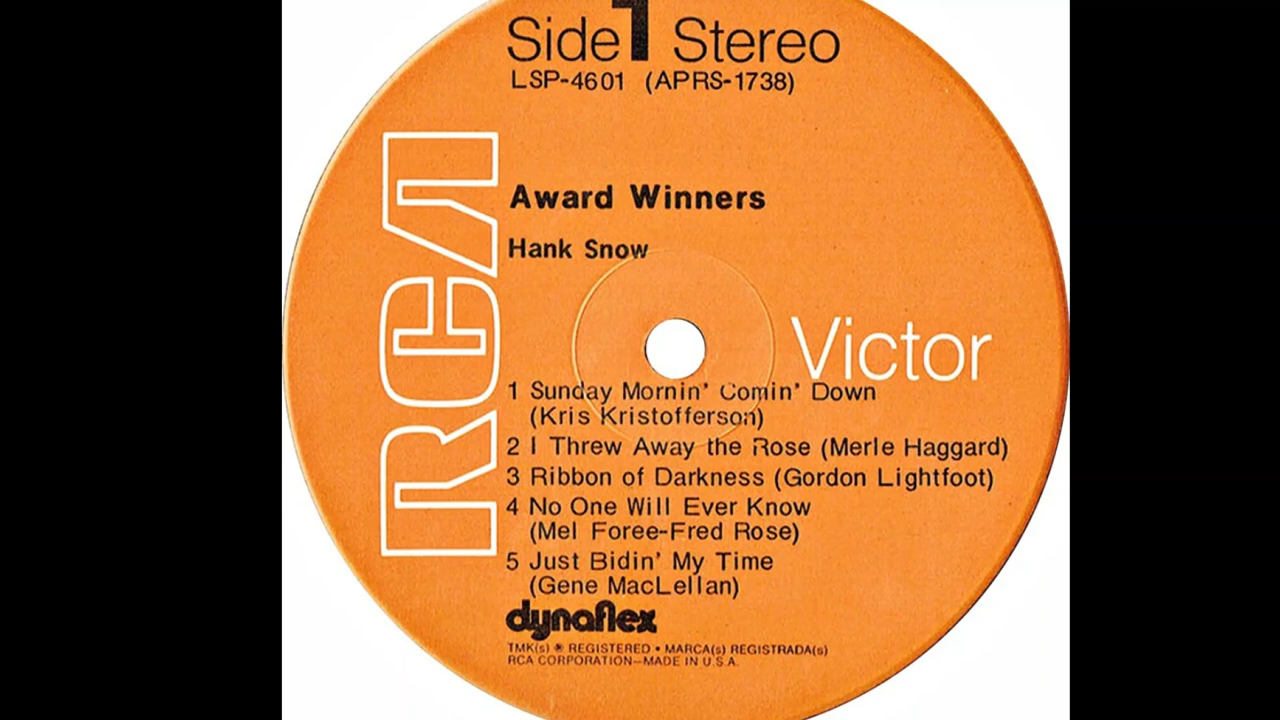 Side 1 Stereo
LSP-4601 (APRS-1738)
RCA
Award Winners
Hank Snow
Victor
1 Sunday Mornin' Comin' Down
(Kris Kristofferson)
2 I Threw Away the Rose (Merle Haggard)
3 Ribbon of Darkness (Gordon Lightfoot)
4 No One Will Ever Know
(Mel Foree-Fred Rose)
5 Just Bidin' My Time
(Gene MacLellan)
dynaflex
TMK(s) ® REGISTERED • MARCA(s) REGISTRADA(s)
RCA CORPORATION—MADE IN U.S.A.